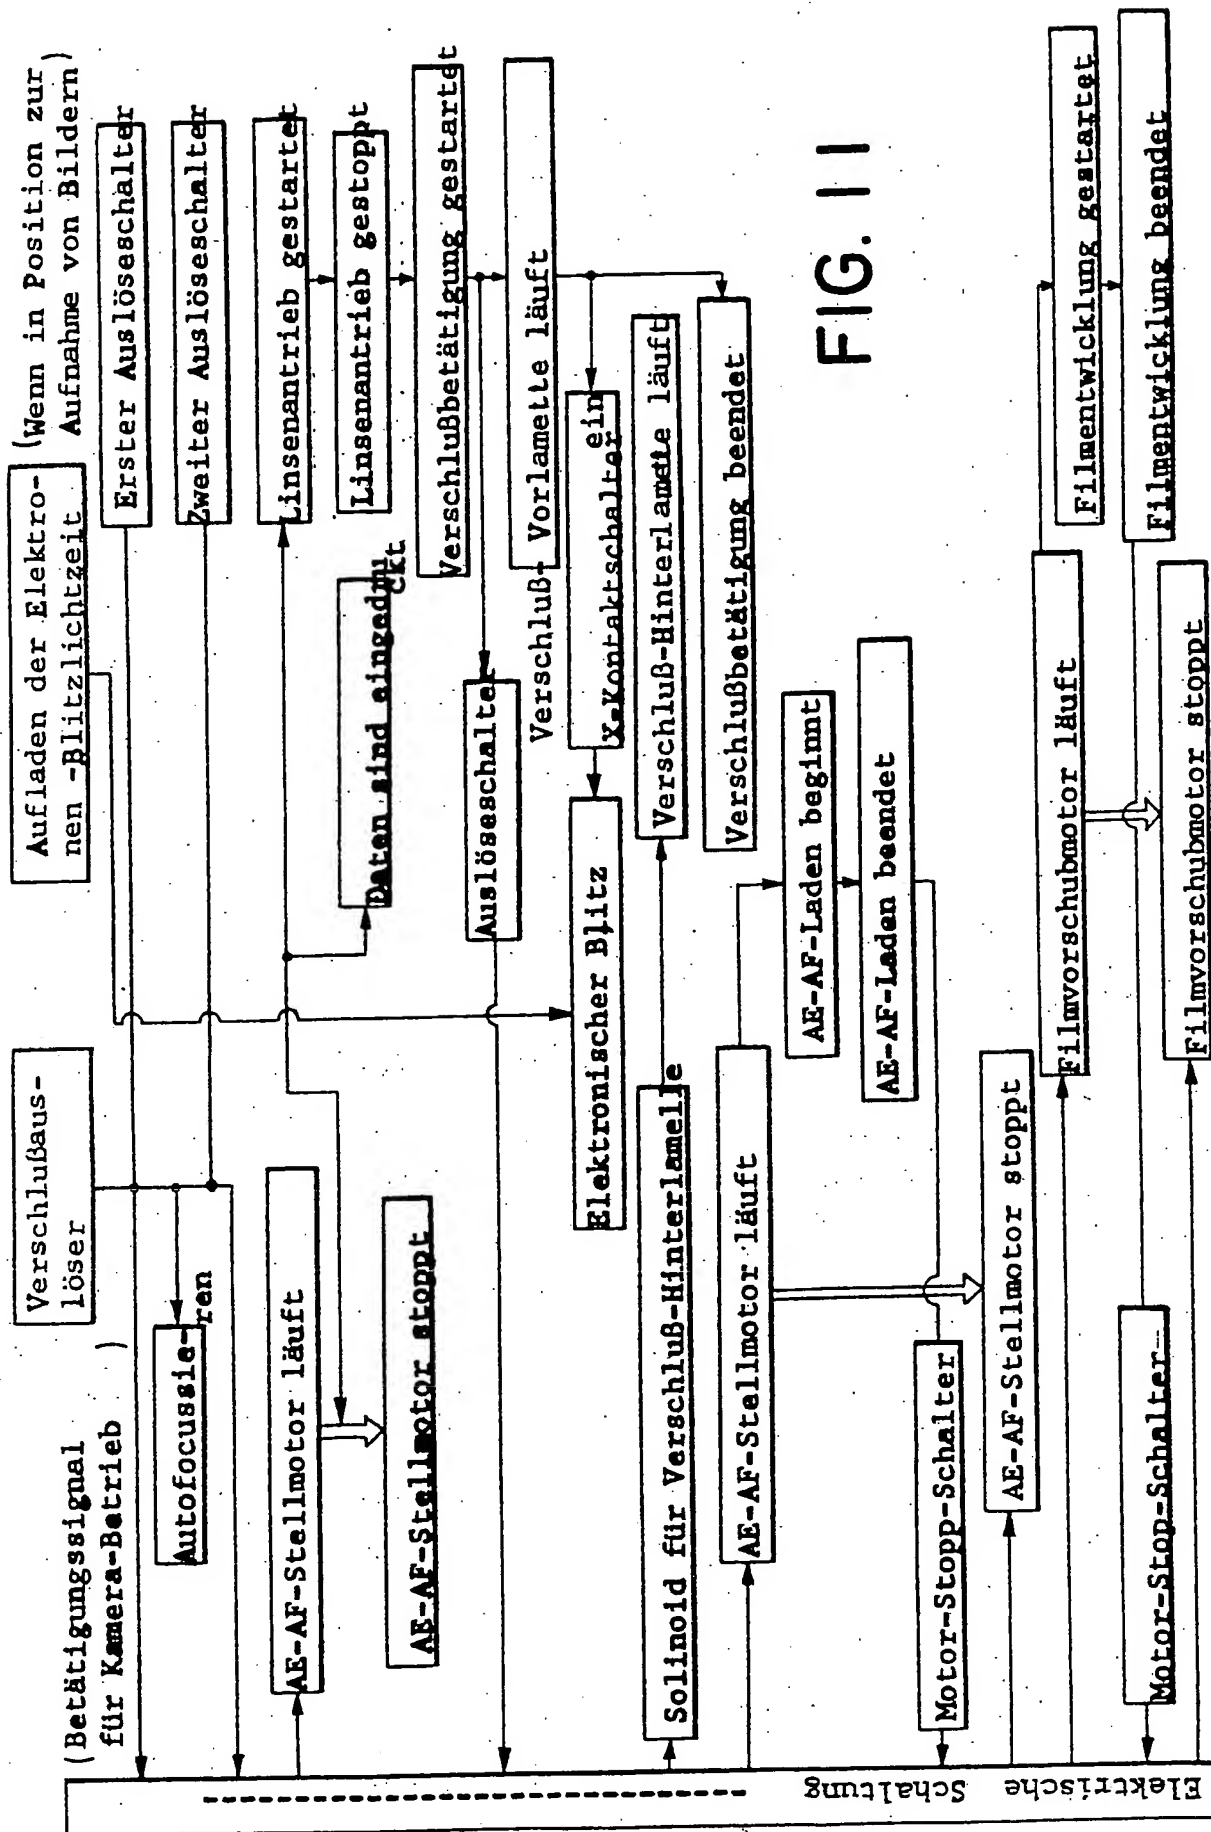 (Betätigungssignal
für Kamera-Betrieb)
Verschlußaus-
löser
Aufladen der Elektro-
nen -Blitzlichtzeit
(Wenn in Position zur
Aufnahme von Bildern)
Erster Auslöseschalter
Autofocussie-
ren
Zweiter Auslöseschalter
AE-AF-Stellmotor läuft
Linsenantrieb gestartet
Daten sind eingedru
ckt
Linsenantrieb gestoppt
AE-AF-Stellmotor stoppt
Verschlußbetätigung gestartet
Auslöseschalter
Verschluß- Vorlamette läuft
Elektronischer Blitz
ein
X-Kontaktschalter
Solinoid für Verschluß-Hinterlamelle
Verschluß-Hinterlamette läuft
Verschlußbetätigung beendet
AE-AF-Stellmotor läuft
AE-AF-Laden beginnt
AE-AF-Laden beendet
FIG. 11
Motor-Stopp-Schalter
AE-AF-Stellmotor stoppt
Filmvorschubmotor läuft
Filmentwicklung gestartet
Motor-Stop-Schalter
Filmentwicklung beendet
Filmvorschubmotor stoppt
Elektrische Schaltung